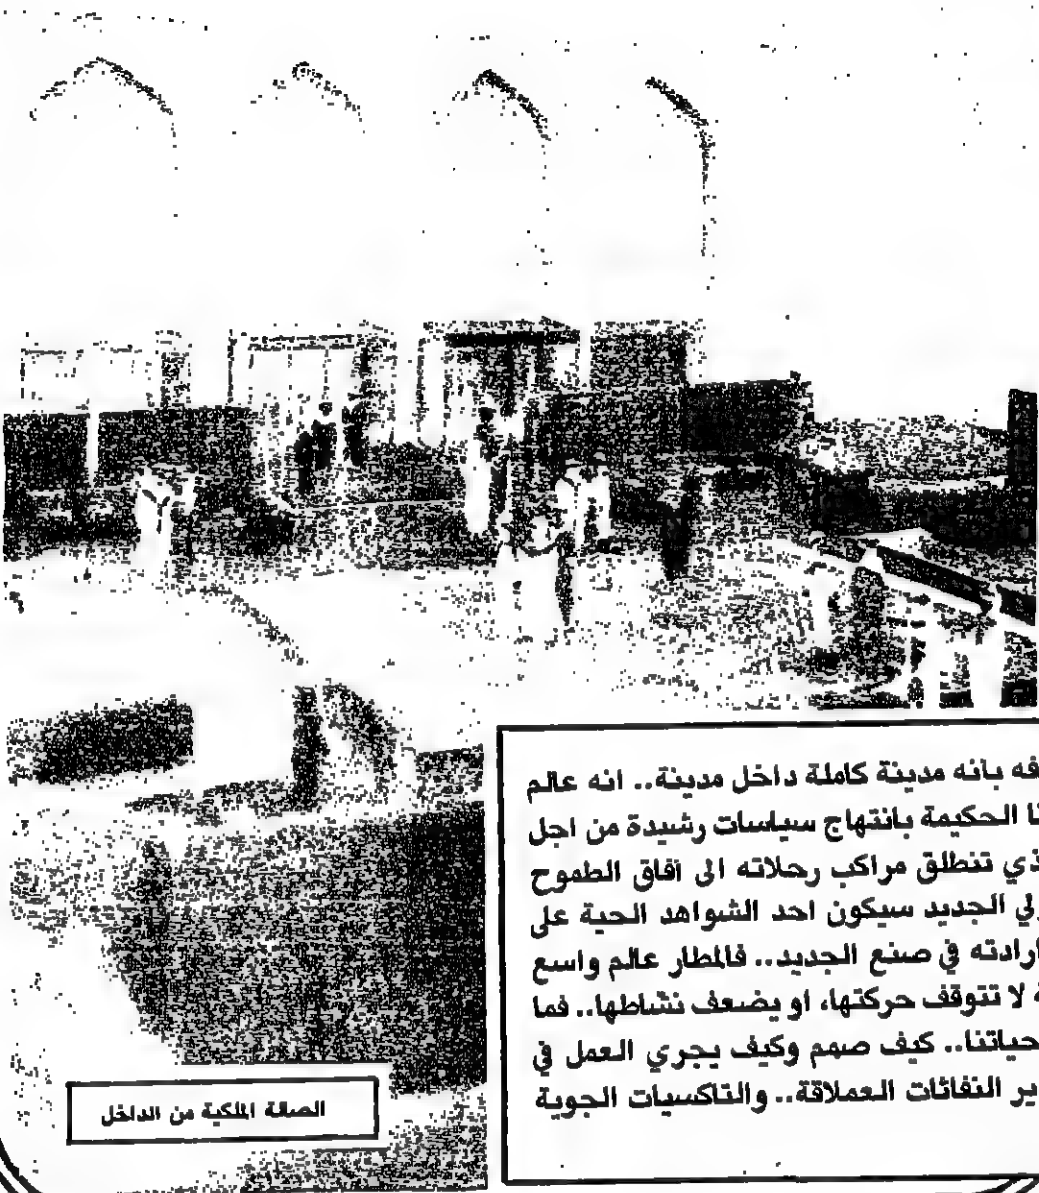 فه بانه مدينة كاملة داخل مدينة.. انه عالم
نا الحكيمة بانتهاج سياسات رشيدة من اجل
ذي تنطلق مراكب رحلاته الى آفاق الطموح
ولي الجديد سيكون احد الشواهد الحية على
ارادته في صنع الجديد.. فالمطار عالم واسع
ة لا تتوقف حركتها، او يضعف نشاطها.. فما
حياتنا.. كيف صمم وكيف يجري العمل في
ير النفاثات العملاقة.. والتاكسيات الجوية
الصالة الملكية من الداخل